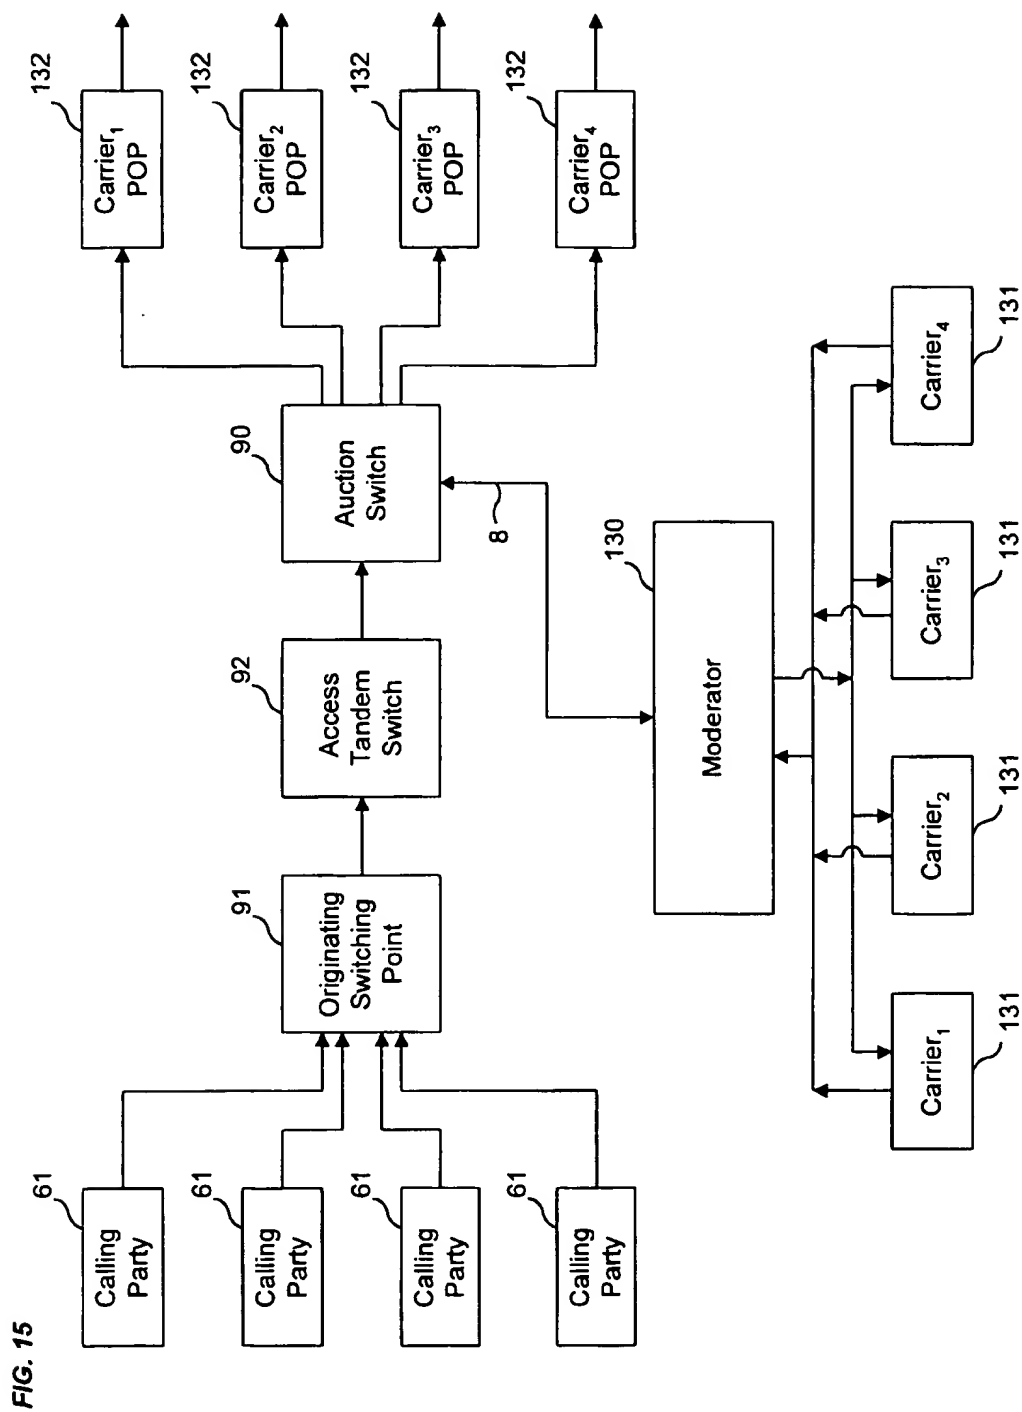 FIG. 15
61
Calling
Party
61
Calling
Party
61
Calling
Party
61
Calling
Party
91
Originating
Switching
Point
92
Access
Tandem
Switch
90
Auction
Switch
8
132
Carrier1
POP
132
Carrier2
POP
132
Carrier3
POP
132
Carrier4
POP
130
Moderator
Carrier1
131
Carrier2
131
Carrier3
131
Carrier4
131